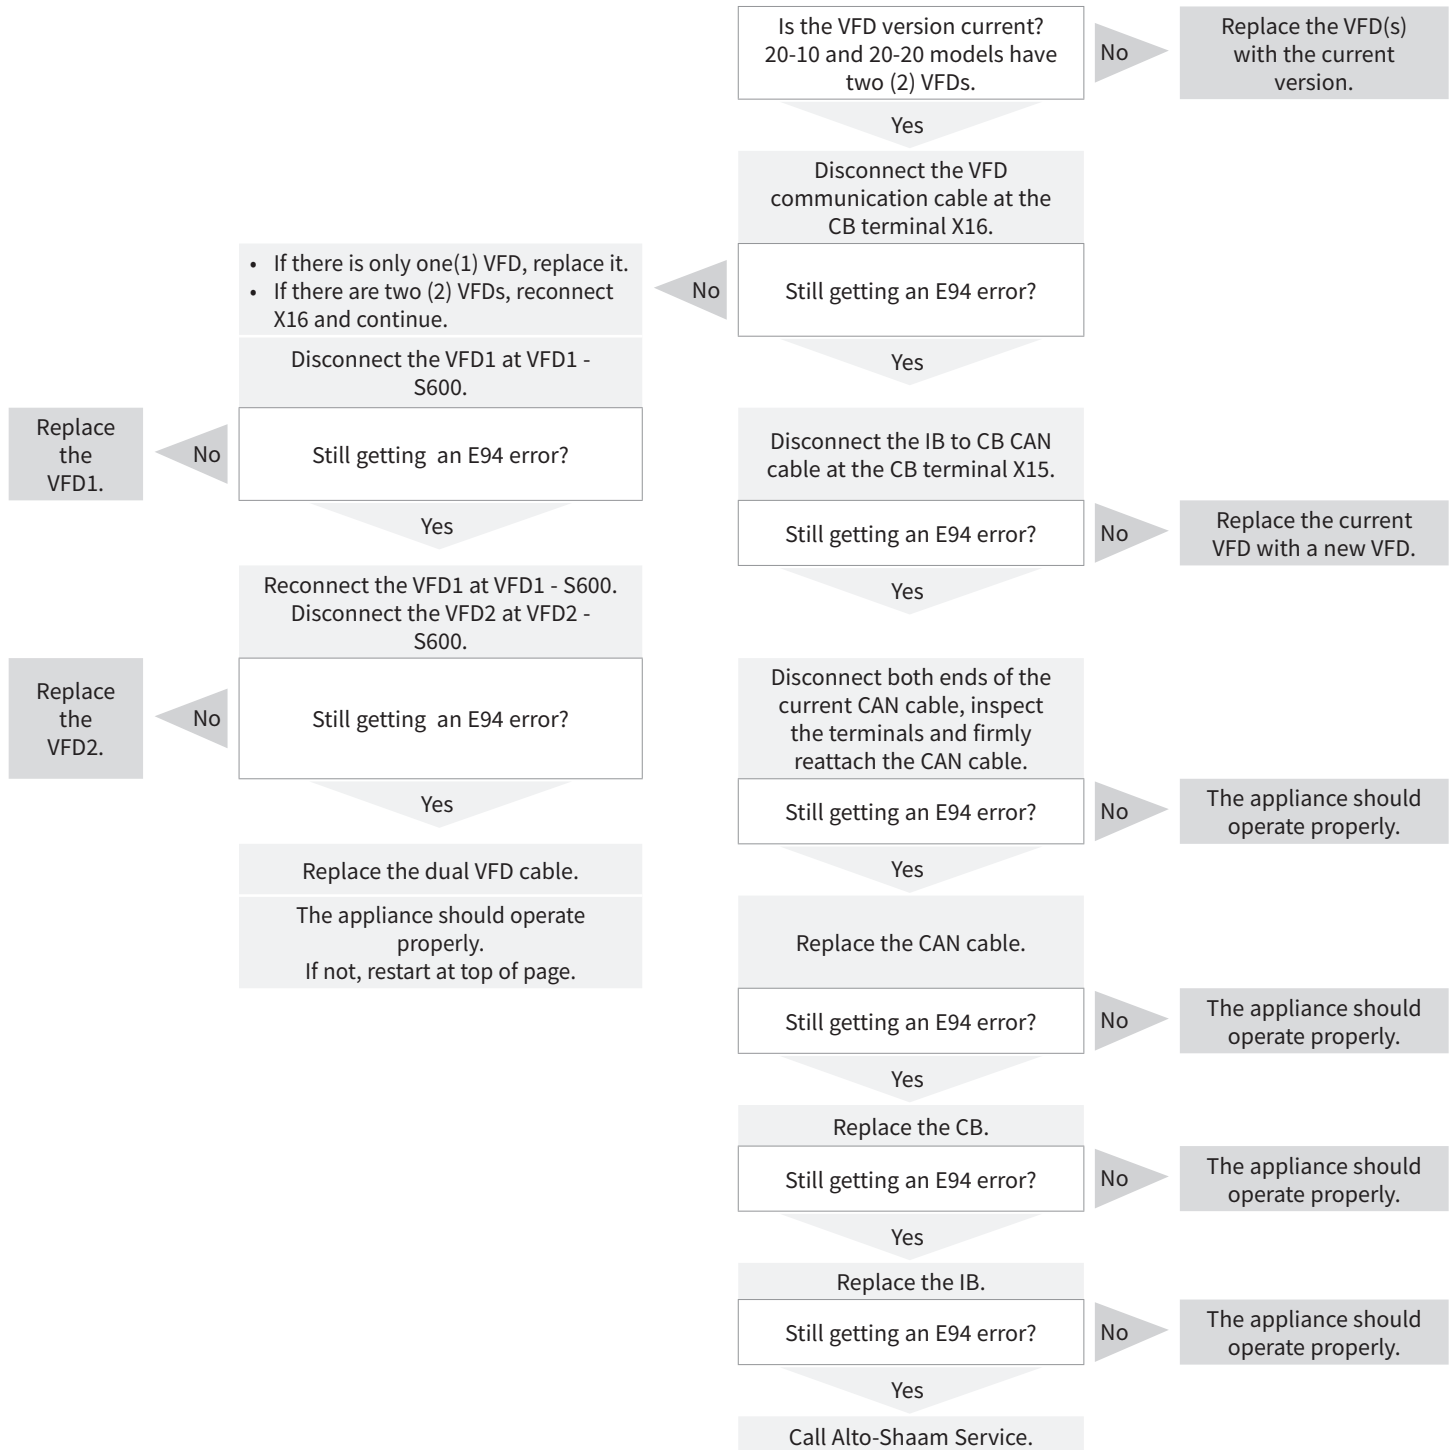 Is the VFD version current?
20-10 and 20-20 models have
two (2) VFDs.
No
Replace the VFD(s)
with the current
version.
Yes
Disconnect the VFD
communication cable at the
CB terminal X16.
Still getting an E94 error?
No
• If there is only one(1) VFD, replace it.
• If there are two (2) VFDs, reconnect
X16 and continue.
Disconnect the VFD1 at VFD1 -
S600.
Still getting  an E94 error?
No
Replace
the
VFD1.
Yes
Reconnect the VFD1 at VFD1 - S600.
Disconnect the VFD2 at VFD2 -
S600.
Still getting  an E94 error?
No
Replace
the
VFD2.
Yes
Replace the dual VFD cable.
The appliance should operate
properly.
If not, restart at top of page.
Yes
Disconnect the IB to CB CAN
cable at the CB terminal X15.
Still getting an E94 error?
No
Replace the current
VFD with a new VFD.
Yes
Disconnect both ends of the
current CAN cable, inspect
the terminals and firmly
reattach the CAN cable.
Still getting an E94 error?
No
The appliance should
operate properly.
Yes
Replace the CAN cable.
Still getting an E94 error?
No
The appliance should
operate properly.
Yes
Replace the CB.
Still getting an E94 error?
No
The appliance should
operate properly.
Yes
Replace the IB.
Still getting an E94 error?
No
The appliance should
operate properly.
Yes
Call Alto-Shaam Service.